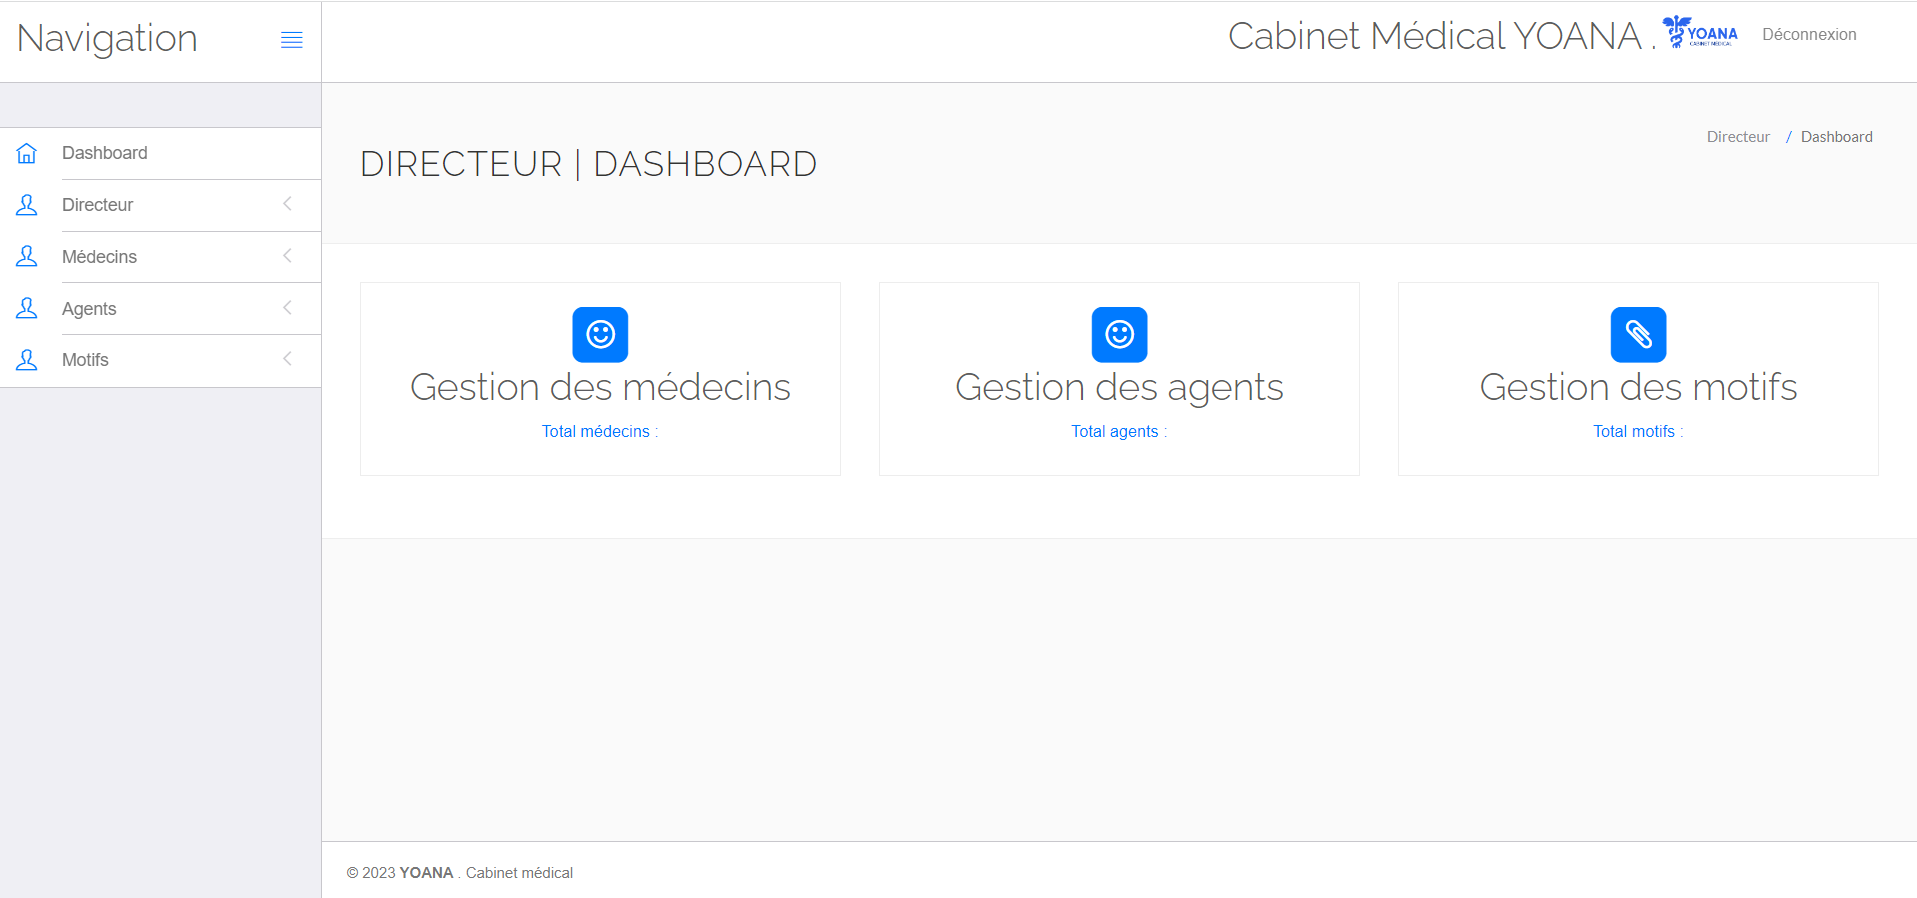 Navigation
Cabinet Médical YOANA .
YOANA
CABINET MEDICAL
Déconnexion
Dashboard
Directeur
Médecins
Agents
Motifs
DIRECTEUR | DASHBOARD
Directeur / Dashboard
Gestion des médecins
Total médecins :
Gestion des agents
Total agents :
Gestion des motifs
Total motifs :
© 2023 YOANA . Cabinet médical